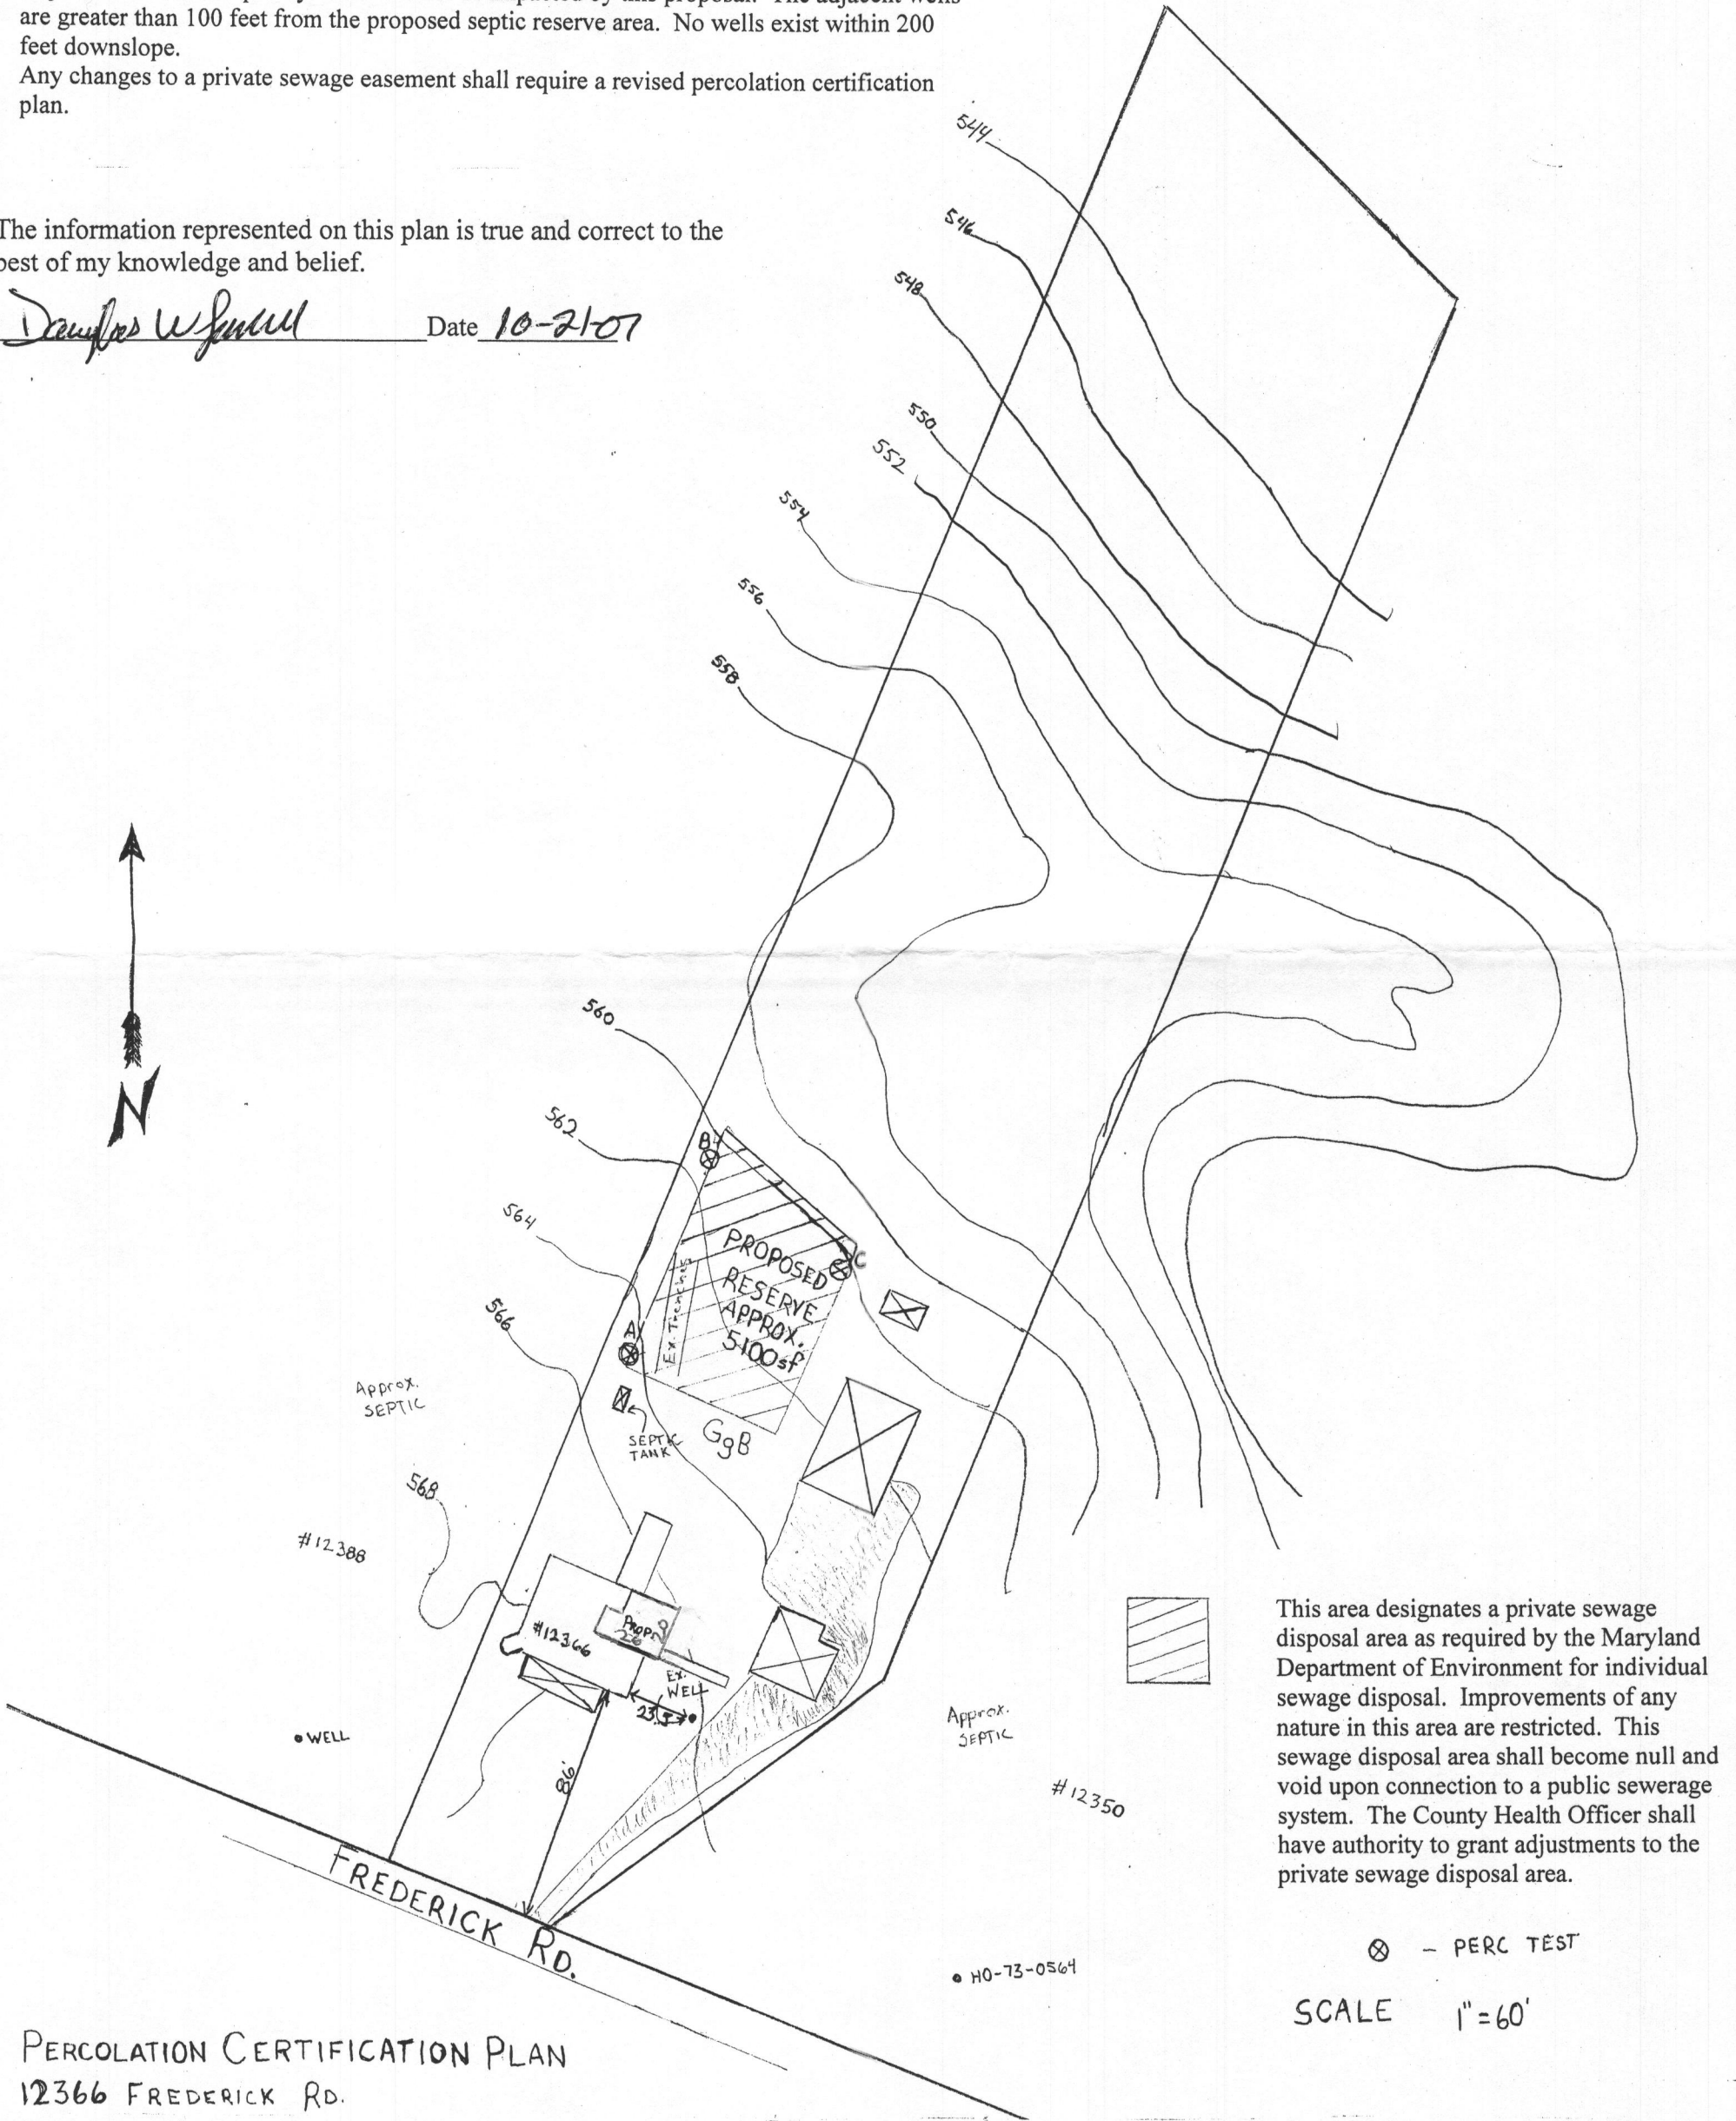 are greater than 100 feet from the proposed septic reserve area. No wells exist within 200
feet downslope.
Any changes to a private sewage easement shall require a revised percolation certification
plan.
The information represented on this plan is true and correct to the
best of my knowledge and belief.
Date 10-21-07
544
546
548
550
552
554
556
558
560
562
564
566
568
N
B
C
A
PROPOSED
RESERVE
APPROX.
5100sf
Ex. Trenches
SEPTIC
TANK
GgB
Approx.
SEPTIC
#12388
#12366
PROP.
EX.
WELL
23.5
WELL
86'
Approx.
SEPTIC
#12350
HO-73-0564
FREDERICK RD.
This area designates a private sewage
disposal area as required by the Maryland
Department of Environment for individual
sewage disposal. Improvements of any
nature in this area are restricted. This
sewage disposal area shall become null and
void upon connection to a public sewerage
system. The County Health Officer shall
have authority to grant adjustments to the
private sewage disposal area.
- PERC TEST
SCALE 1"=60'
PERCOLATION CERTIFICATION PLAN
12366 FREDERICK RD.